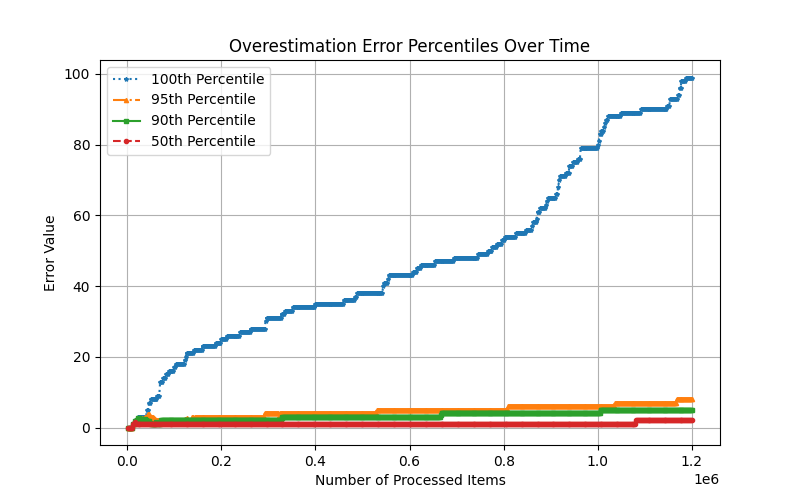 Overestimation Error Percentiles Over Time
100th Percentile
95th Percentile
90th Percentile
50th Percentile
Error Value
100
80
60
40
20
0
0.0 0.2 0.4 0.6 0.8 1.0 1.2
1e6
Number of Processed Items